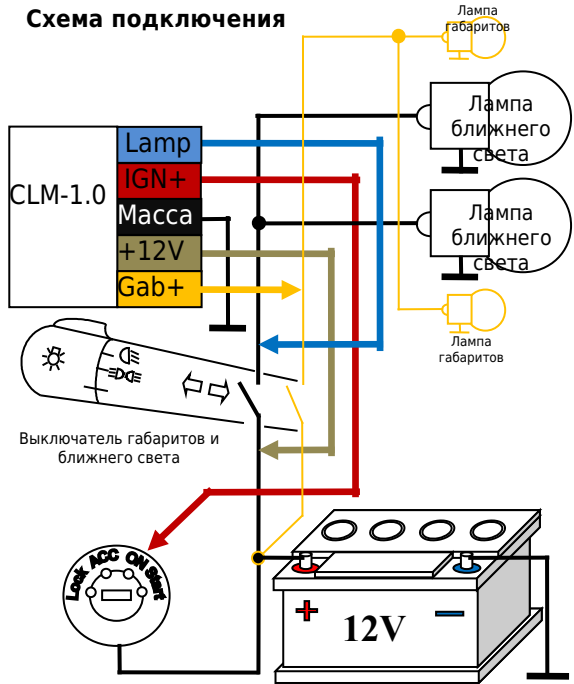 Схема подключения
Лампа
габаритов
Лампа
ближнего
света
Lamp
IGN+
CLM-1.0
Масса
+12V
Gab+
Лампа
ближнего
света
Лампа
габаритов
Выключатель габаритов и
ближнего света
Lock ACC ON Start
12V